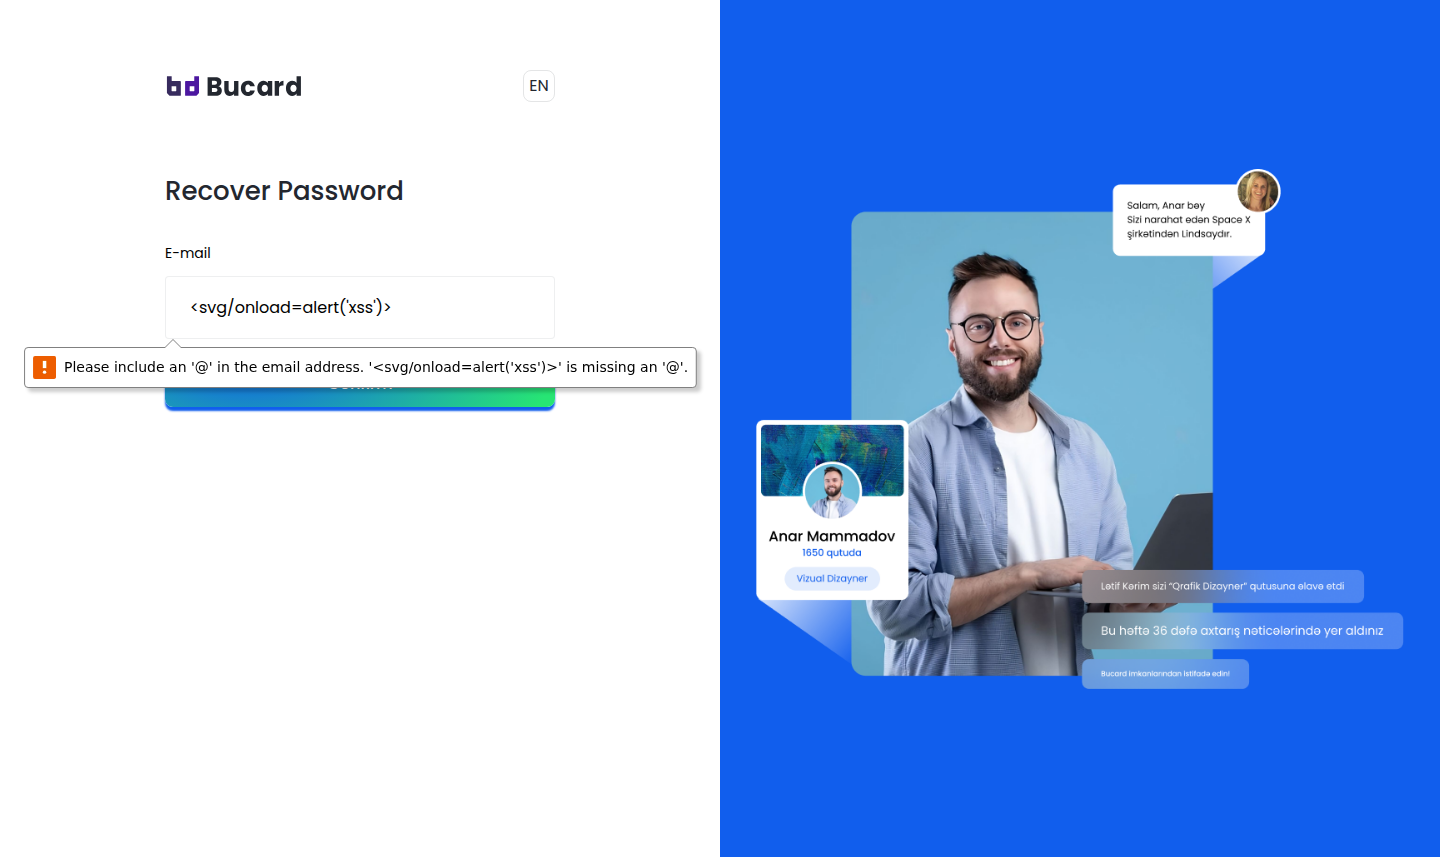 bd Bucard
EN
Recover Password
E-mail
<svg/onload=alert('xss')>
Please include an '@' in the email address. '<svg/onload=alert('xss')>' is missing an '@'.
Salam, Anar bəy
Sizi narahat edən Space X
şirkətindən Lindsaydır.
Anar Mammadov
1650 qutuda
Vizual Dizayner
Lətif Kərim sizi "Qrafik Dizayner" qutusuna əlavə etdi
Bu həftə 36 dəfə axtarış nəticələrində yer aldınız
Bucard imkanlarından istifadə edin!